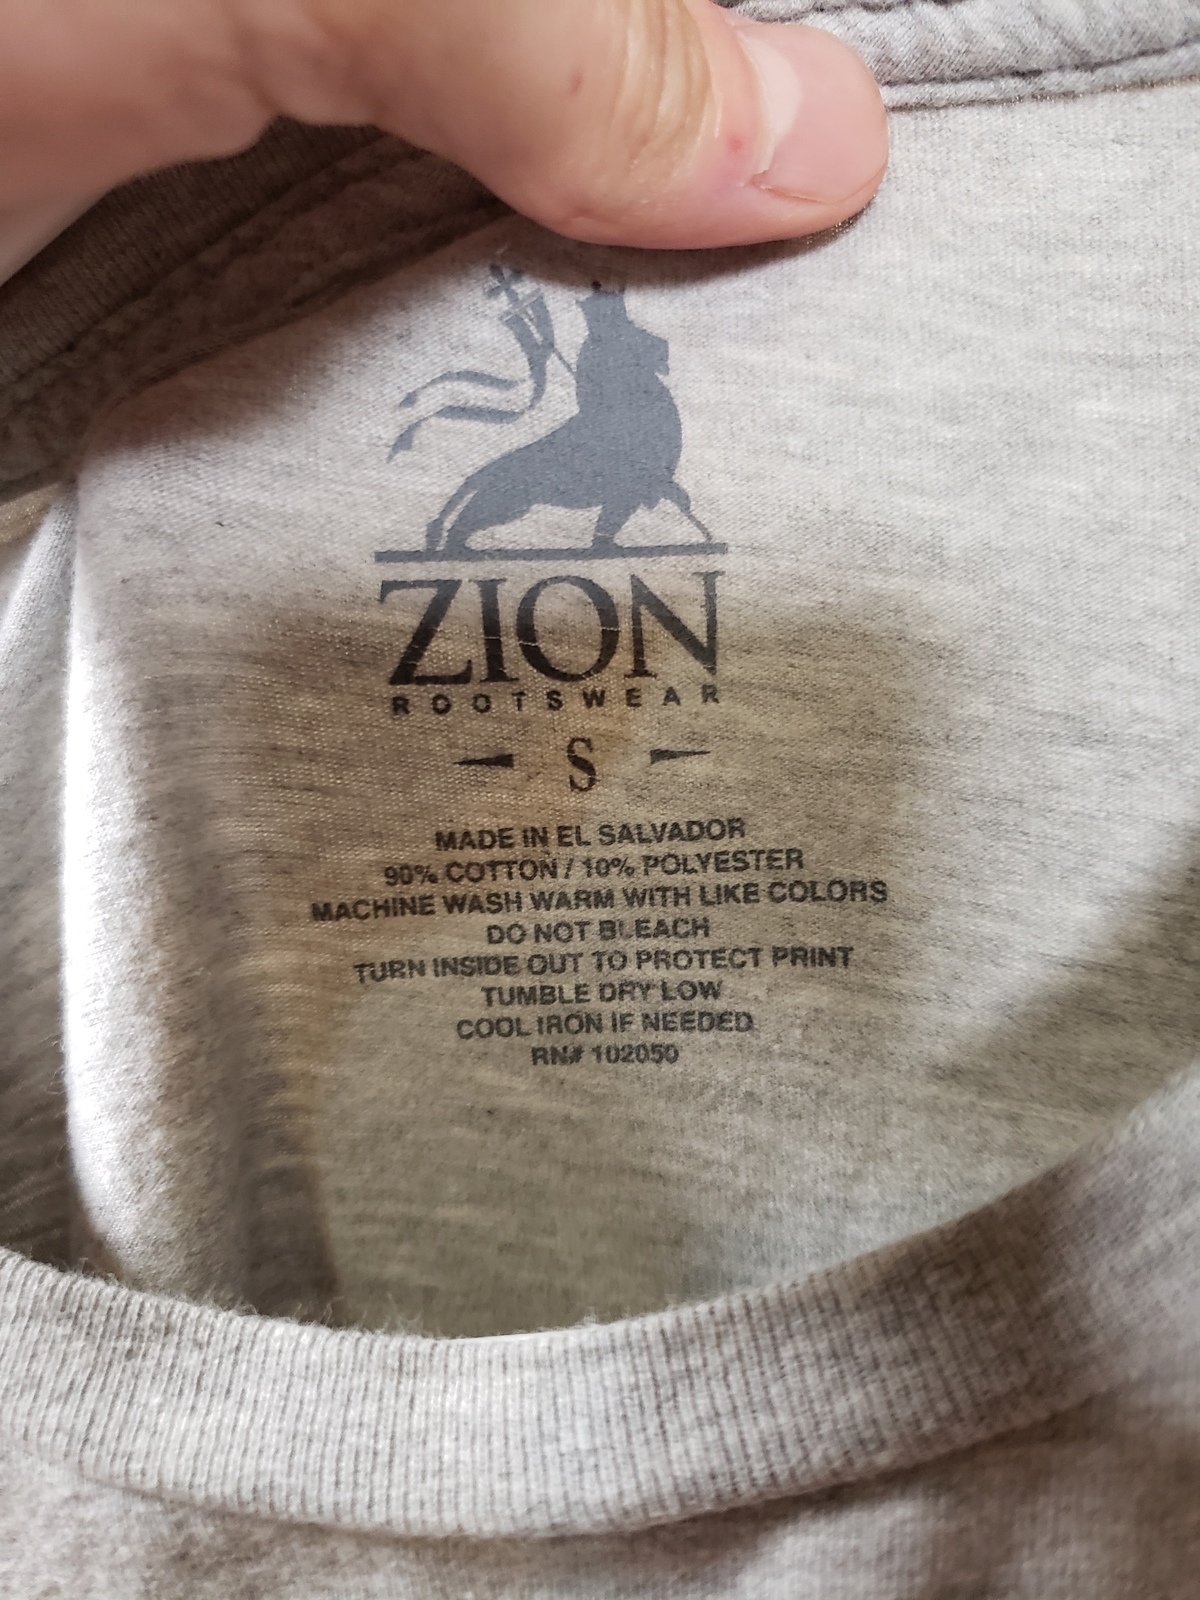 ZION
ROOTSWEAR
S
MADE IN EL SALVADOR
90% COTTON / 10% POLYESTER
MACHINE WASH WARM WITH LIKE COLORS
DO NOT BLEACH
TURN INSIDE OUT TO PROTECT PRINT
TUMBLE DRY LOW
COOL IRON IF NEEDED
RN# 102050